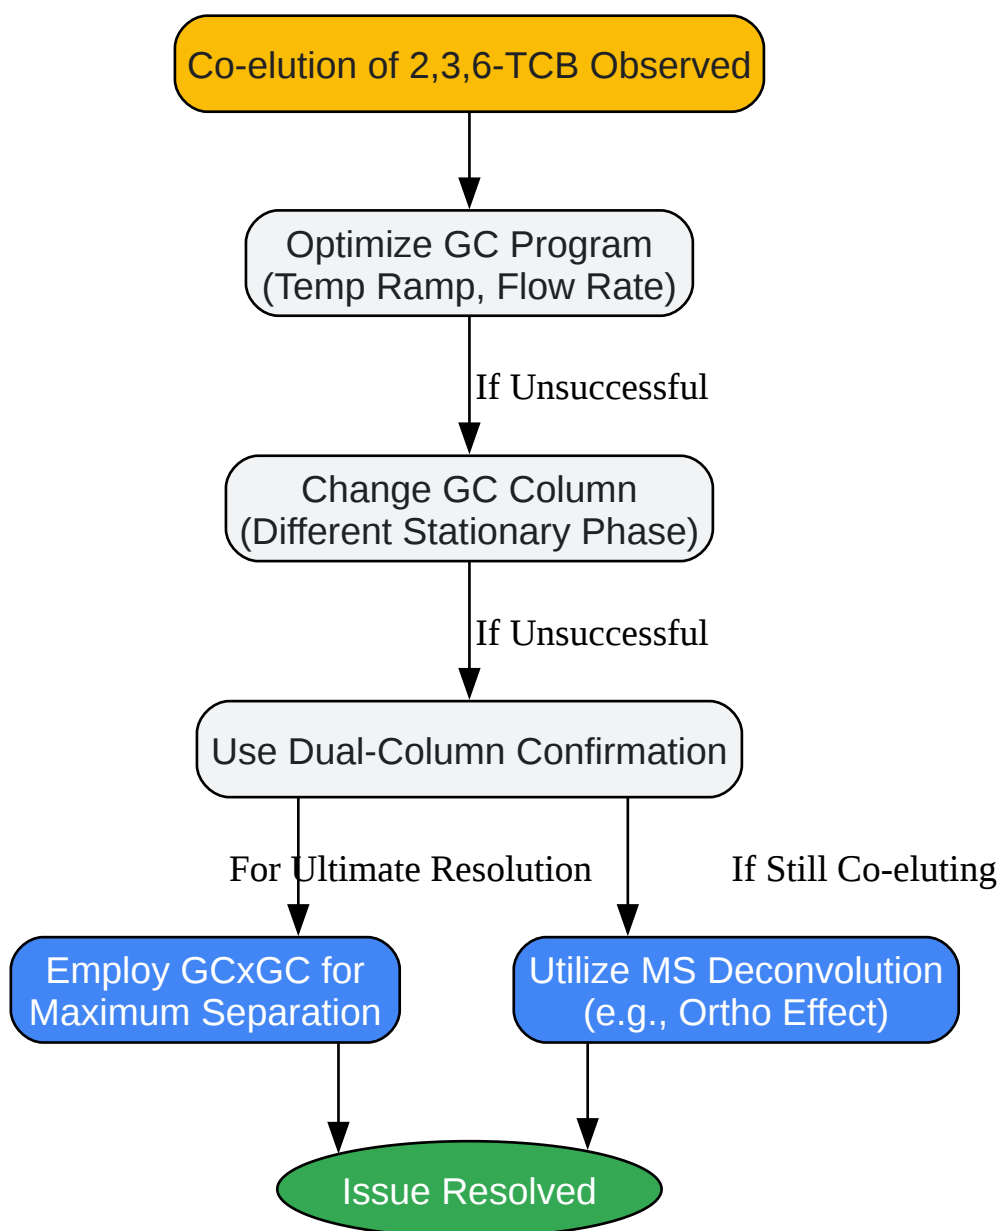 Co-elution of 2,3,6-TCB Observed
Optimize GC Program
(Temp Ramp, Flow Rate)
If Unsuccessful
Change GC Column
(Different Stationary Phase)
If Unsuccessful
Use Dual-Column Confirmation
For Ultimate Resolution
If Still Co-eluting
Employ GCxGC for
Maximum Separation
Utilize MS Deconvolution
(e.g., Ortho Effect)
Issue Resolved